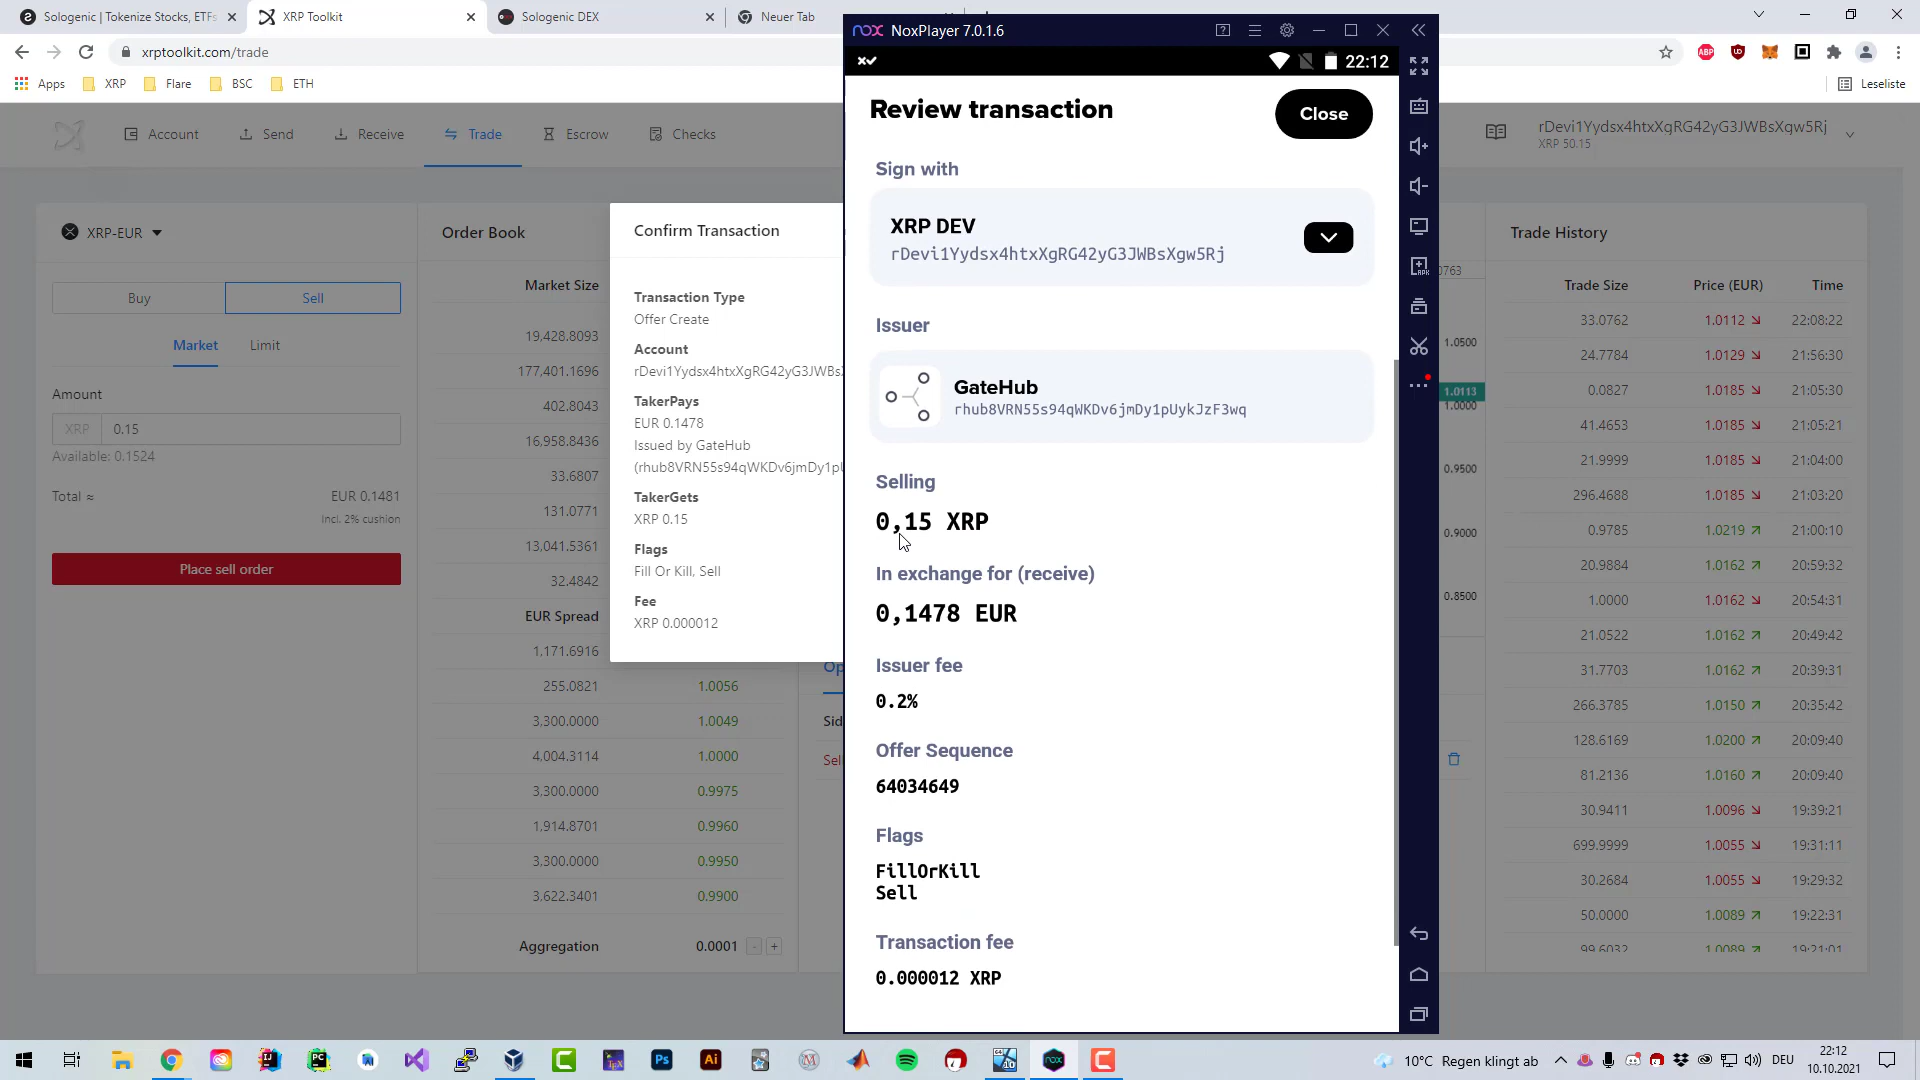 Sologenic | Tokenize Stocks, ETFs
XRP Toolkit
Sologenic DEX
Neuer Tab
xrptoolkit.com/trade
Apps
XRP
Flare
BSC
ETH
Leseliste
Account
Send
Receive
Trade
Escrow
Checks
rDevi1Yydsx4htxXgRG42yG3JWBsXgw5Rj
XRP 50.15
XRP-EUR
Buy
Sell
Market
Limit
Amount
XRP
0.15
Available: 0.1524
Total ≈
EUR 0.1481
Incl. 2% cushion
Place sell order
Order Book
Market Size
19,428.8093
177,401.1696
402.8043
16,958.8436
33.6807
131.0771
13,041.5361
32.4842
EUR Spread
1,171.6916
255.0821 1.0056
3,300.0000 1.0049
4,004.3114 1.0000
3,300.0000 0.9975
1,914.8701 0.9960
3,300.0000 0.9950
3,622.3401 0.9900
Aggregation 0.0001 - +
Confirm Transaction
Transaction Type
Offer Create
Account
rDevi1Yydsx4htxXgRG42yG3JWBs
TakerPays
EUR 0.1478
Issued by GateHub
(rhub8VRN55s94qWKDv6jmDy1p
TakerGets
XRP 0.15
Flags
Fill Or Kill, Sell
Fee
XRP 0.000012
nox NoxPlayer 7.0.1.6
22:12
Review transaction
Close
Sign with
XRP DEV
rDevi1Yydsx4htxXgRG42yG3JWBsXgw5Rj
Issuer
GateHub
rhub8VRN55s94qWKDv6jmDy1pUykJzF3wq
Selling
0,15 XRP
In exchange for (receive)
0,1478 EUR
Issuer fee
0.2%
Offer Sequence
64034649
Flags
FillOrKill
Sell
Transaction fee
0.000012 XRP
0763
1.0500
1.0113
1.0000
0.9500
0.9000
0.8500
Trade History
Trade Size Price (EUR) Time
33.0762 1.0112 22:08:22
24.7784 1.0129 21:56:30
0.0827 1.0185 21:05:30
41.4653 1.0185 21:05:21
21.9999 1.0185 21:04:00
296.4688 1.0185 21:03:20
0.9785 1.0219 21:00:10
20.9884 1.0162 20:59:32
1.0000 1.0162 20:54:31
21.0522 1.0162 20:49:42
31.7703 1.0162 20:39:31
266.3785 1.0150 20:35:42
128.6169 1.0200 20:09:40
81.2136 1.0160 20:09:40
30.9411 1.0096 19:39:21
699.9999 1.0055 19:31:11
30.2684 1.0055 19:29:32
50.0000 1.0089 19:22:31
99.6032 1.0089 19:21:01
10°C Regen klingt ab
DEU
22:12
10.10.2021